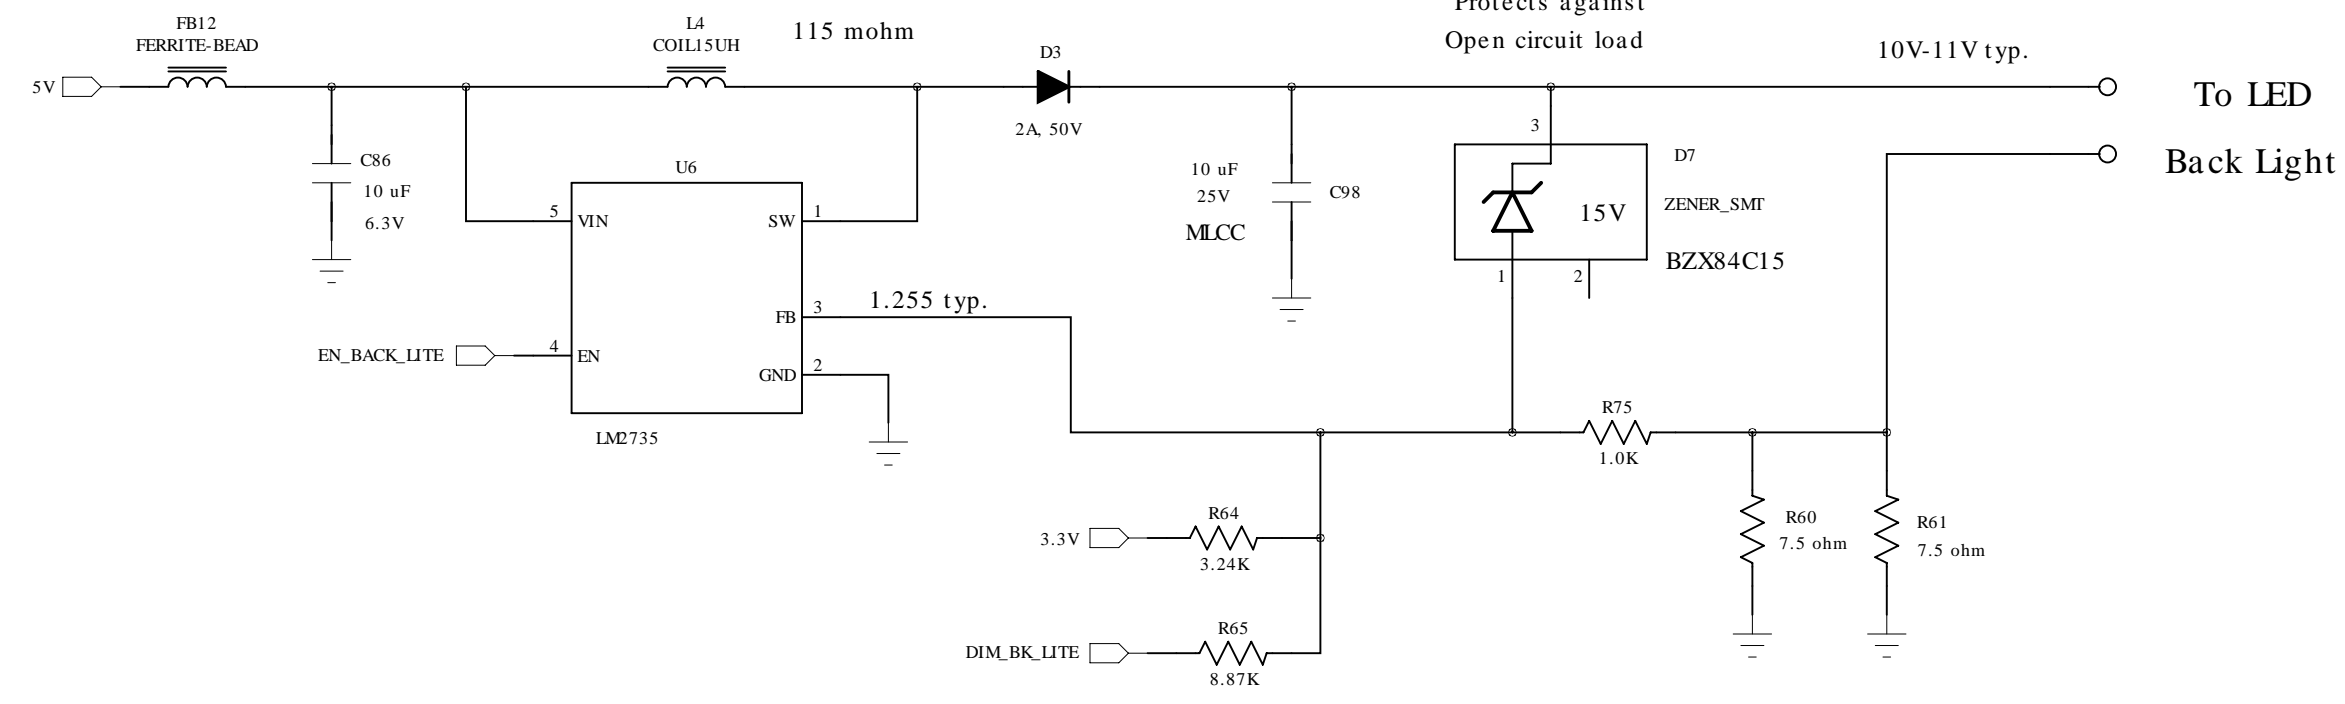 Protects against
Open circuit load
FB12
FERRITE-BEAD
L4
COIL15UH
115 mohm
D3
2A, 50V
10V-11V typ.
5V
To LED
Back Light
C86
10 uF
6.3V
U6
5
VIN
SW
1
FB
3
1.255 typ.
4
EN
GND
2
EN_BACK_LITE
LM2735
10 uF
25V
MLCC
C98
3
D7
ZENER_SMT
15V
BZX84C15
1
2
R75
1.0K
R64
3.3V
3.24K
R65
DIM_BK_LITE
8.87K
R60
7.5 ohm
R61
7.5 ohm